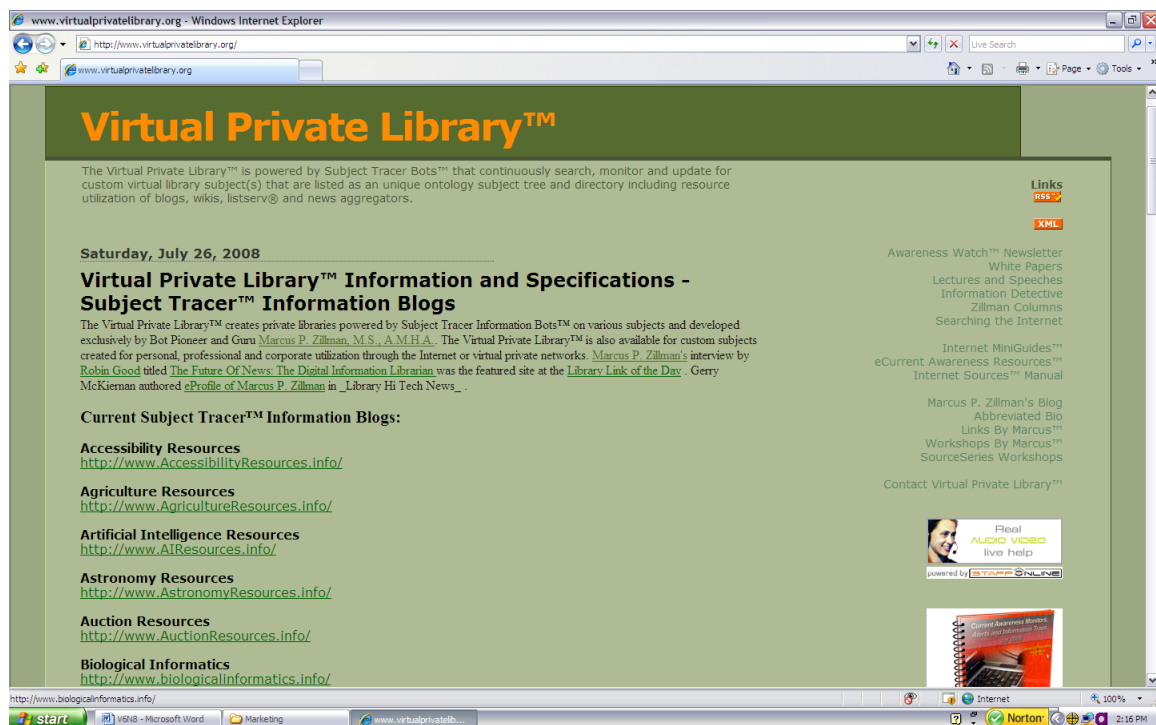 www.virtualprivatelibrary.org - Windows Internet Explorer
http://www.virtualprivatelibrary.org/
Live Search
www.virtualprivatelibrary.org
Page
Tools
Virtual Private Library™
The Virtual Private Library™ is powered by Subject Tracer Bots™ that continuously search, monitor and update for
custom virtual library subject(s) that are listed as an unique ontology subject tree and directory including resource
utilization of blogs, wikis, listserv® and news aggregators.
Links
RSS
XML
Saturday, July 26, 2008
Virtual Private Library™ Information and Specifications -
Subject Tracer™ Information Blogs
The Virtual Private Library™ creates private libraries powered by Subject Tracer Information Bots™ on various subjects and developed
exclusively by Bot Pioneer and Guru Marcus P. Zillman, M.S., A.M.H.A.. The Virtual Private Library™ is also available for custom subjects
created for personal, professional and corporate utilization through the Internet or virtual private networks. Marcus P. Zillman's interview by
Robin Good titled The Future Of News: The Digital Information Librarian was the featured site at the Library Link of the Day . Gerry
McKiernan authored eProfile of Marcus P. Zillman in _Library Hi Tech News_ .
Current Subject Tracer™ Information Blogs:
Accessibility Resources
http://www.AccessibilityResources.info/
Agriculture Resources
http://www.AgricultureResources.info/
Artificial Intelligence Resources
http://www.AIResources.info/
Astronomy Resources
http://www.AstronomyResources.info/
Auction Resources
http://www.AuctionResources.info/
Biological Informatics
http://www.biologicalinformatics.info/
Awareness Watch™ Newsletter
White Papers
Lectures and Speeches
Information Detective
Zillman Columns
Searching the Internet
Internet MiniGuides™
eCurrent Awareness Resources™
Internet Sources™ Manual
Marcus P. Zillman's Blog
Abbreviated Bio
Links By Marcus™
Workshops By Marcus™
SourceSeries Workshops
Contact Virtual Private Library™
Real
AUDIO VIDEO
live help
powered by STAFF ONLINE
Current Awareness Monitors,
Alerts and Information Traps
http://www.biologicalinformatics.info/
Internet
100%
start
V6N8 - Microsoft Word
Marketing
www.virtualprivatelib...
Norton
2:16 PM